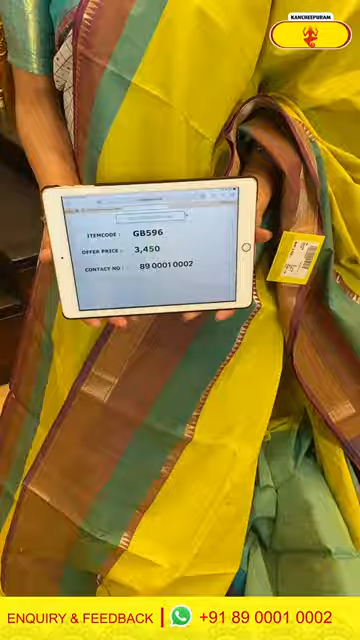 KANCHEEPURAM
ITEMCODE : GB596
OFFER PRICE : 3,450
CONTACT NO : 89 0001 0002
ENQUIRY & FEEDBACK | +91 89 0001 0002